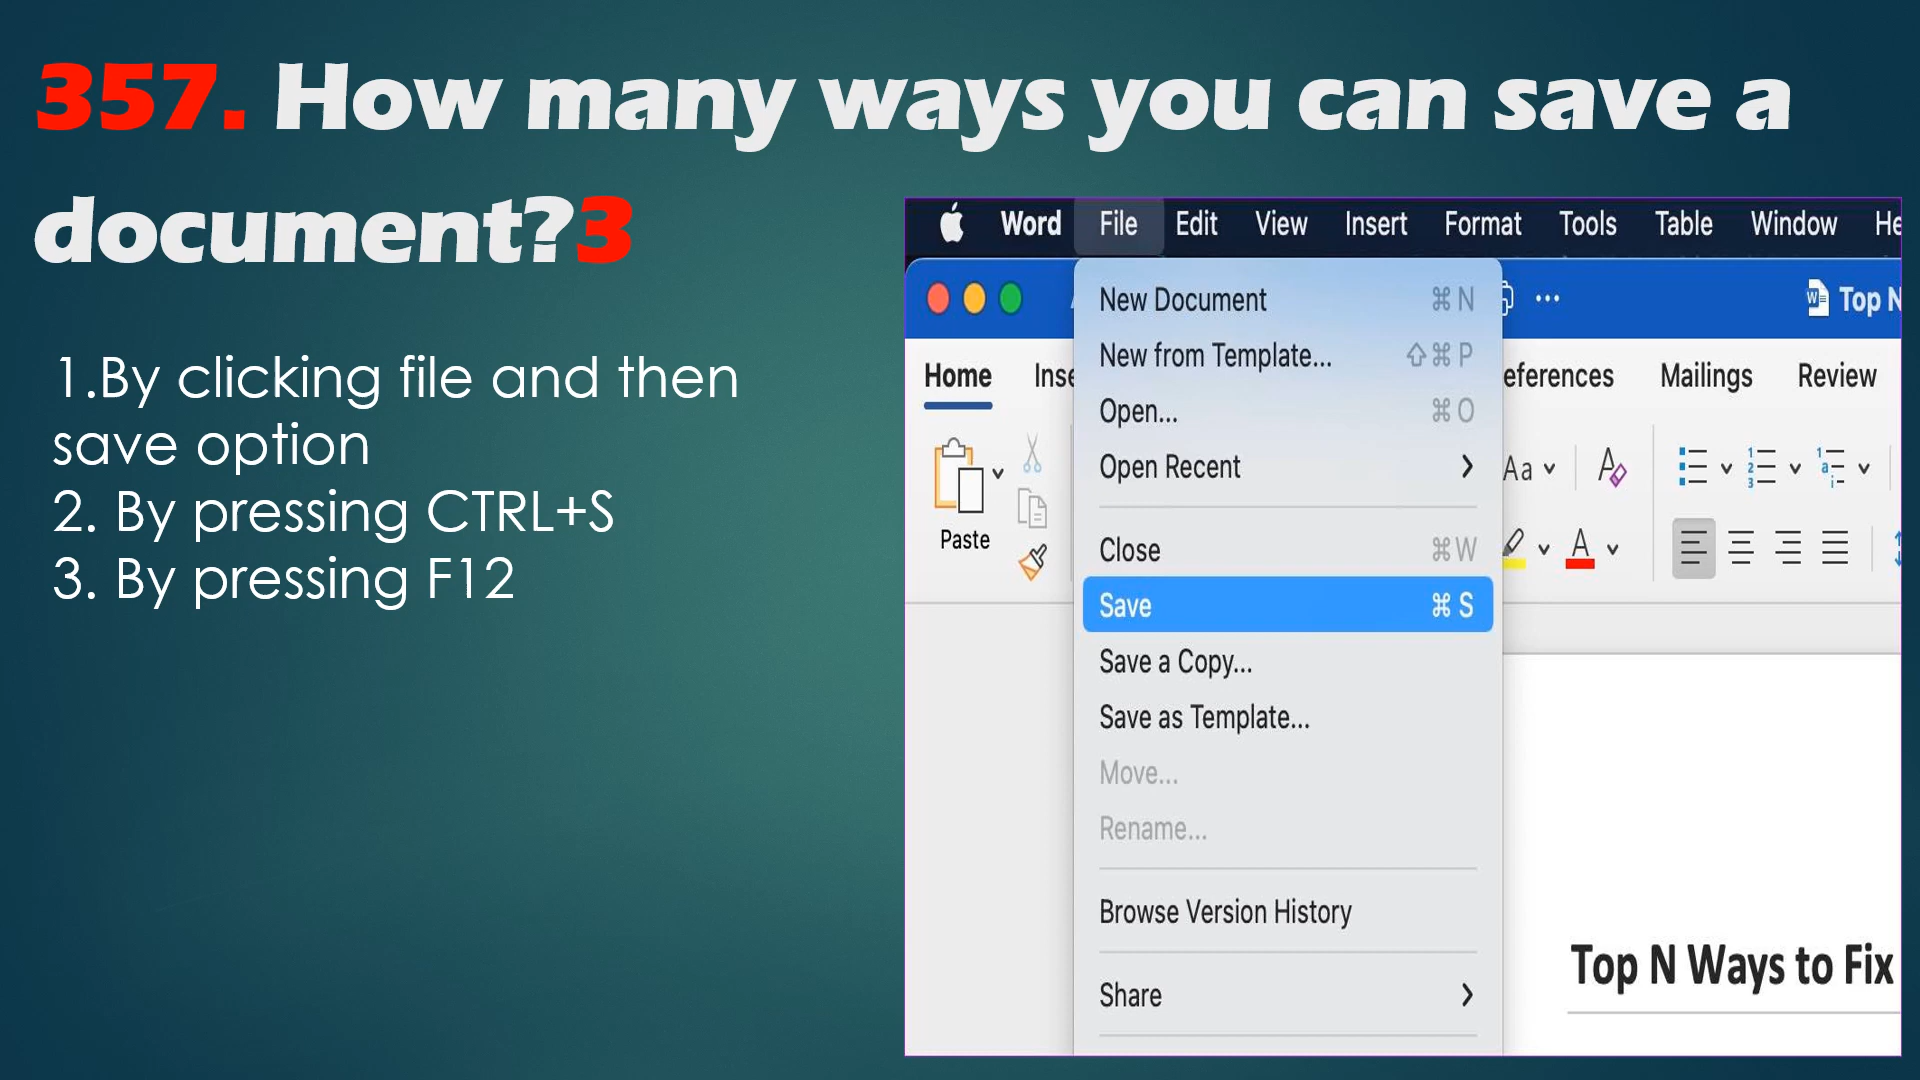 357. How many ways you can save a
document?3
1.By clicking file and then
save option
2. By pressing CTRL+S
3. By pressing F12
Word File Edit View Insert Format Tools Table Window He
Top N
New Document ⌘ N
New from Template... ⇧ ⌘ P
Open... ⌘ O
Open Recent
Close ⌘ W
Save ⌘ S
Save a Copy...
Save as Template...
Move...
Rename...
Browse Version History
Share
Home Inse eferences Mailings Review
Paste
Aa
Top N Ways to Fix